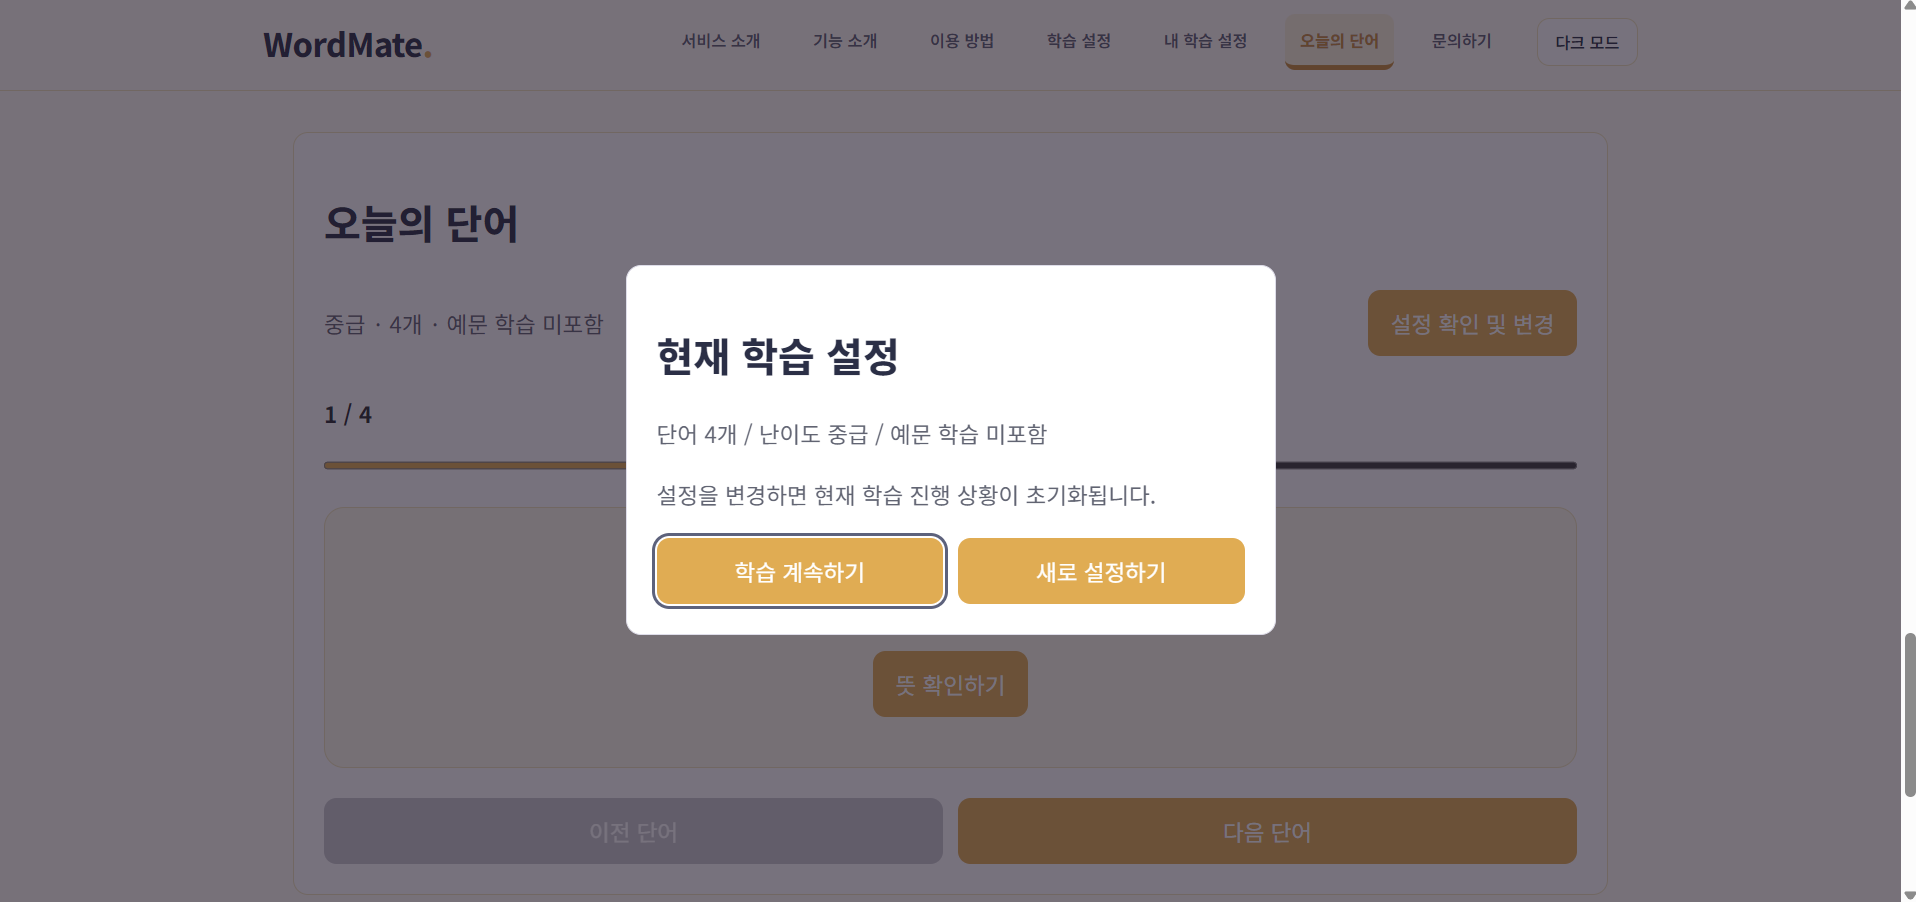 WordMate.
서비스 소개
기능 소개
이용 방법
학습 설정
내 학습 설정
오늘의 단어
문의하기
다크 모드
오늘의 단어
중급 · 4개 · 예문 학습 미포함
설정 확인 및 변경
1 / 4
현재 학습 설정
단어 4개 / 난이도 중급 / 예문 학습 미포함
설정을 변경하면 현재 학습 진행 상황이 초기화됩니다.
학습 계속하기
새로 설정하기
뜻 확인하기
이전 단어
다음 단어